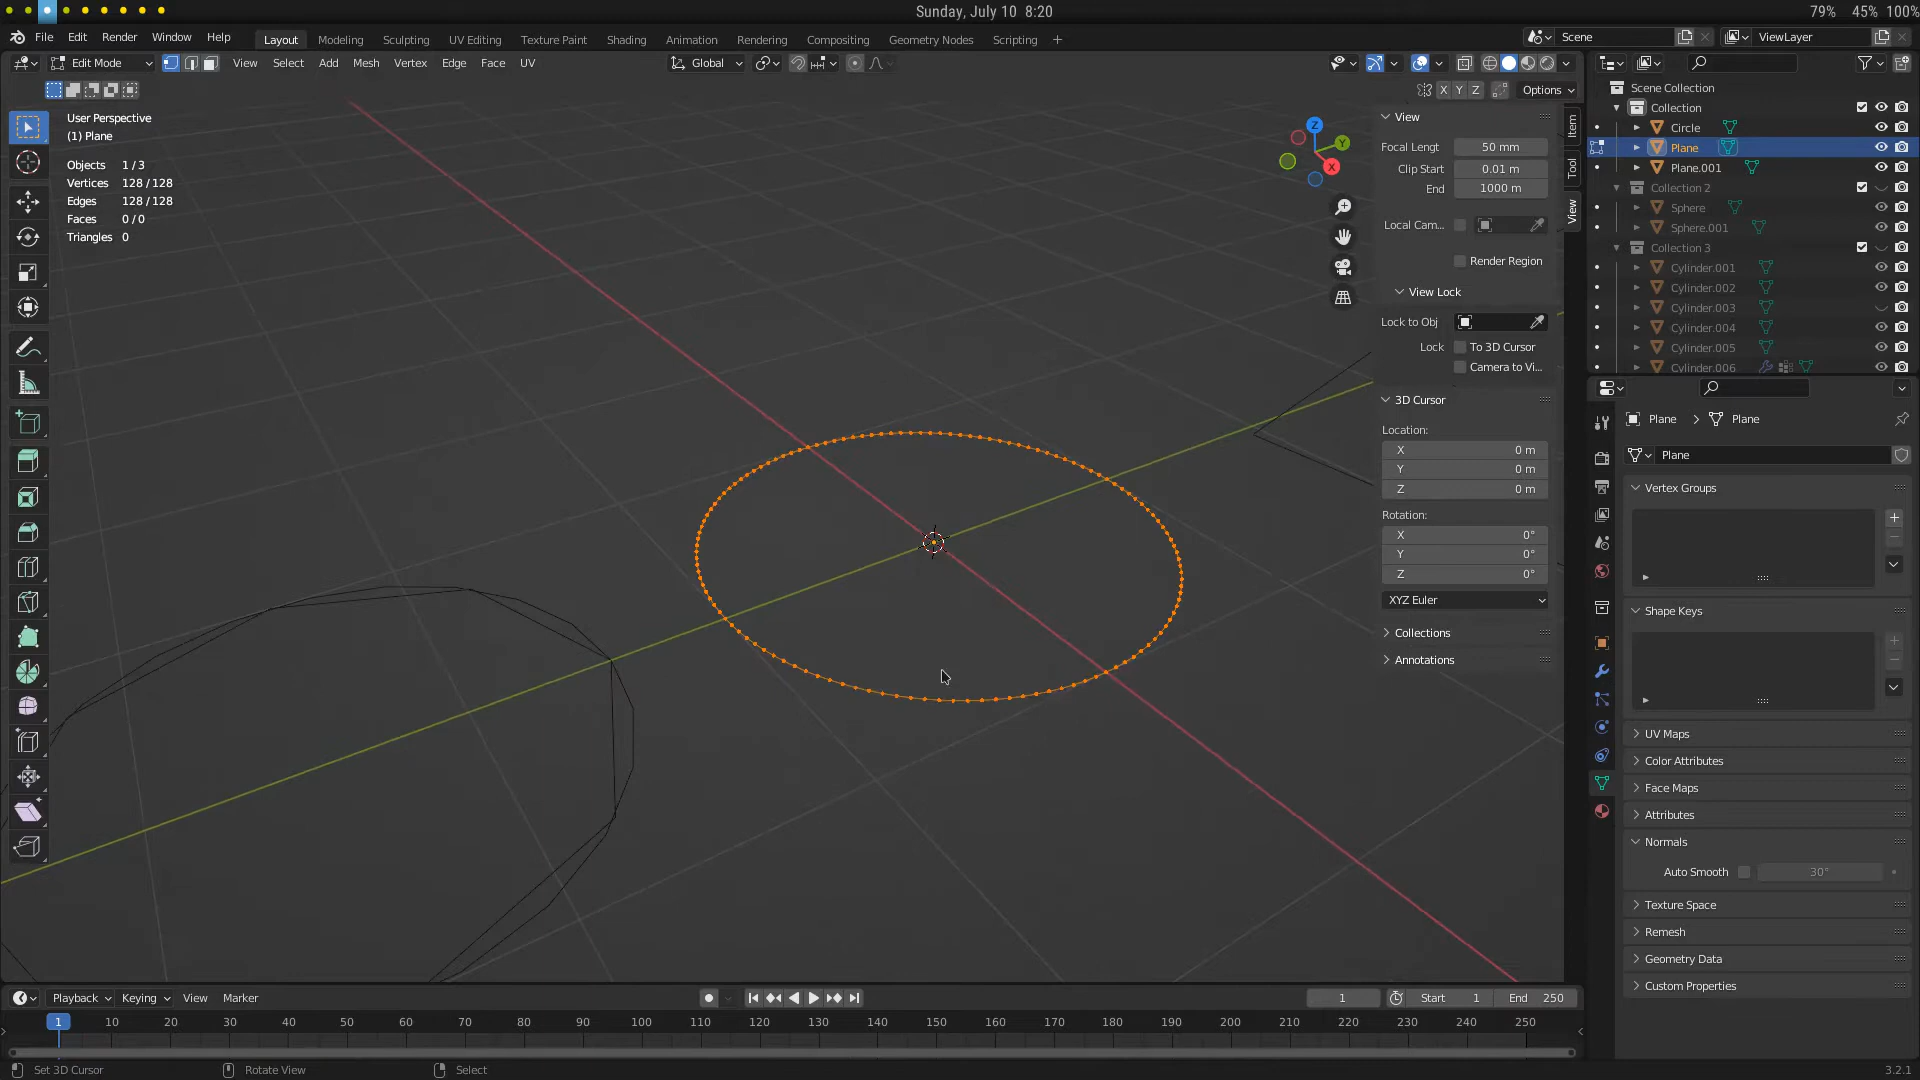 Sunday, July 10 8:20
79% 45% 100%
File Edit Render Window Help
Layout Modeling Sculpting UV Editing Texture Paint Shading Animation Rendering Compositing Geometry Nodes Scripting +
Scene
ViewLayer
Edit Mode
View Select Add Mesh Vertex Edge Face UV
Global
X Y Z
Options
User Perspective
(1) Plane
Objects 1 / 3
Vertices 128 / 128
Edges 128 / 128
Faces 0 / 0
Triangles 0
Z
Y
X
View
Focal Lengt 50 mm
Clip Start 0.01 m
End 1000 m
Local Cam...
Render Region
View Lock
Lock to Obj
Lock To 3D Cursor
Camera to Vi...
3D Cursor
Location:
X 0 m
Y 0 m
Z 0 m
Rotation:
X 0°
Y 0°
Z 0°
XYZ Euler
Collections
Annotations
Item
Tool
View
Scene Collection
Collection
Circle
Plane
Plane.001
Collection 2
Sphere
Sphere.001
Collection 3
Cylinder.001
Cylinder.002
Cylinder.003
Cylinder.004
Cylinder.005
Cylinder.006
Plane > Plane
Plane
Vertex Groups
Shape Keys
UV Maps
Color Attributes
Face Maps
Attributes
Normals
Auto Smooth 30°
Texture Space
Remesh
Geometry Data
Custom Properties
Playback Keying View Marker
1
Start 1 End 250
1 10 20 30 40 50 60 70 80 90 100 110 120 130 140 150 160 170 180 190 200 210 220 230 240 250
Set 3D Cursor
Rotate View
Select
3.2.1